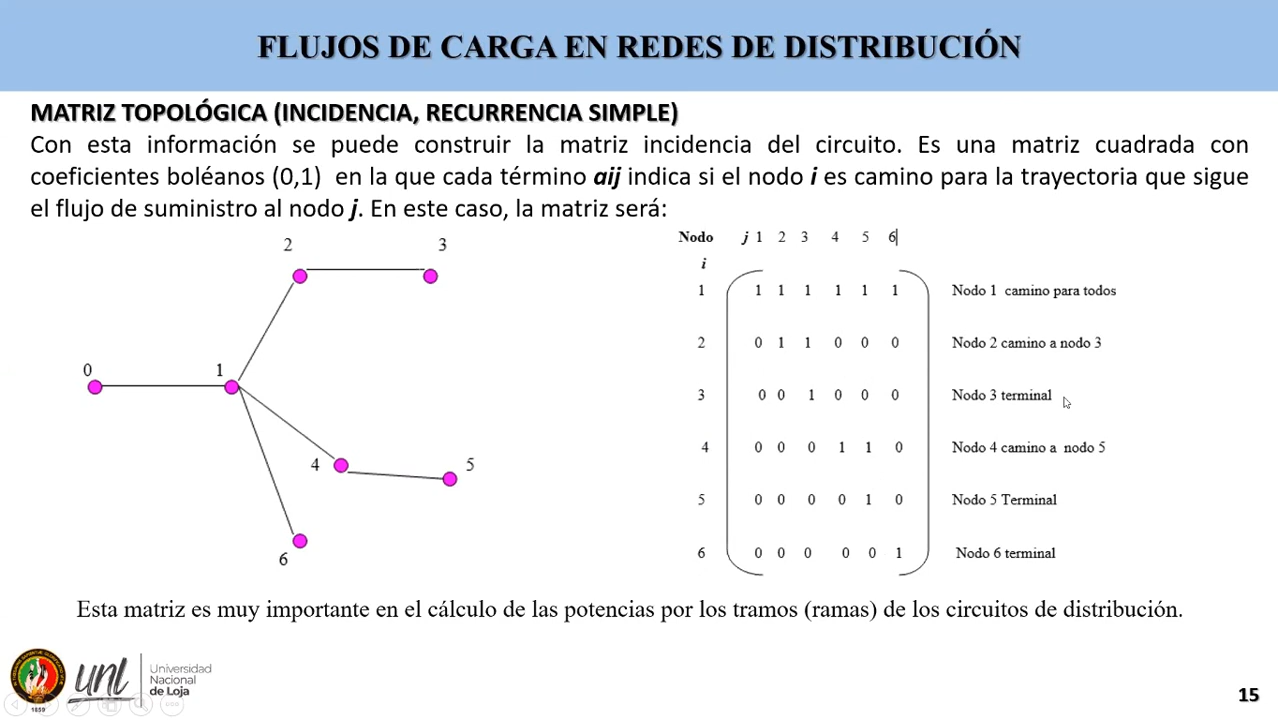 FLUJOS DE CARGA EN REDES DE DISTRIBUCIÓN
MATRIZ TOPOLÓGICA (INCIDENCIA, RECURRENCIA SIMPLE)
Con esta información se puede construir la matriz incidencia del circuito. Es una matriz cuadrada con
coeficientes boléanos (0,1) en la que cada término aij indica si el nodo i es camino para la trayectoria que sigue
el flujo de suministro al nodo j. En este caso, la matriz será:
2 3
0 1
4 5
6
Nodo j 1 2 3 4 5 6
i
1 1 1 1 1 1 1 Nodo 1 camino para todos
2 0 1 1 0 0 0 Nodo 2 camino a nodo 3
3 0 0 1 0 0 0 Nodo 3 terminal
4 0 0 0 1 1 0 Nodo 4 camino a nodo 5
5 0 0 0 0 1 0 Nodo 5 Terminal
6 0 0 0 0 0 1 Nodo 6 terminal
Esta matriz es muy importante en el cálculo de las potencias por los tramos (ramas) de los circuitos de distribución.
1859
unl
Universidad
Nacional
de Loja
15